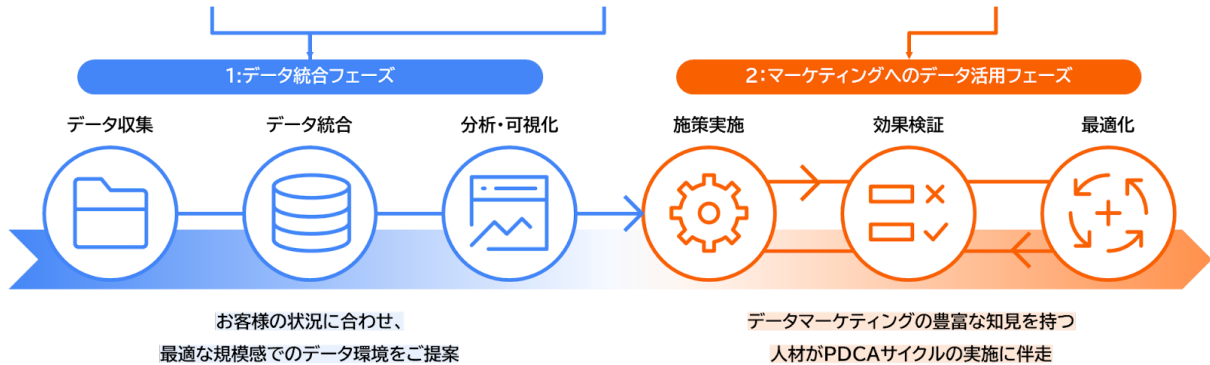 1:データ統合フェーズ
2:マーケティングへのデータ活用フェーズ
データ収集
データ統合
分析・可視化
施策実施
効果検証
最適化
お客様の状況に合わせ、
最適な規模感でのデータ環境をご提案
データマーケティングの豊富な知見を持つ
人材がPDCAサイクルの実施に伴走